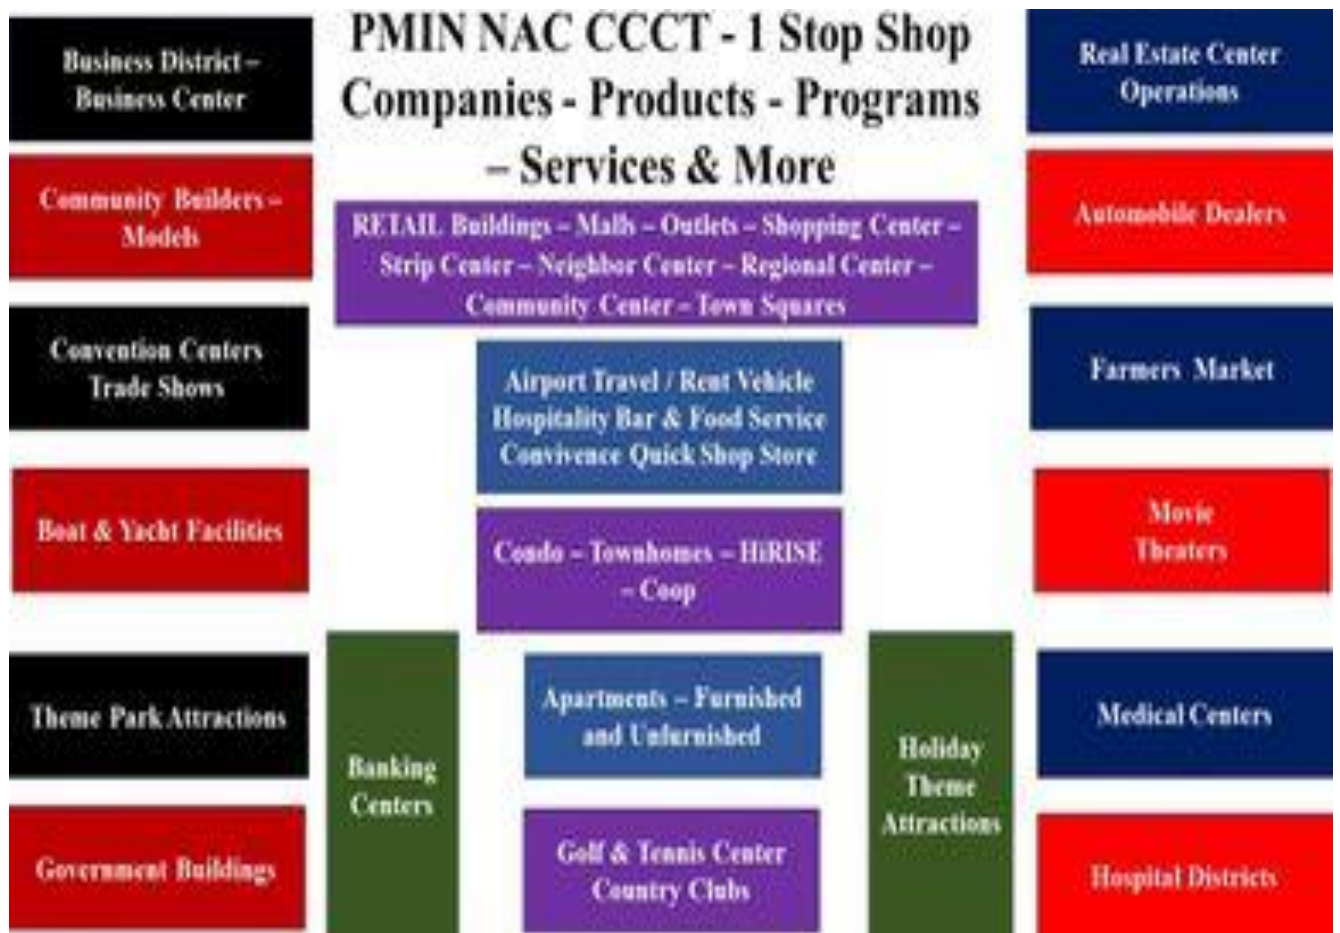 PMIN NAC CCCT - 1 Stop Shop
Companies - Products - Programs
– Services & More
Business District –
Business Center
Community Builders –
Models
Convention Centers
Trade Shows
Boat & Yacht Facilities
Theme Park Attractions
Government Buildings
RETAIL Buildings – Malls – Outlets – Shopping Center –
Strip Center – Neighbor Center – Regional Center –
Community Center – Town Squares
Airport Travel / Rent Vehicle
Hospitality Bar & Food Service
Convivence Quick Shop Store
Condo – Townhomes – HiRISE
– Coop
Banking
Centers
Apartments – Furnished
and Unfurnished
Golf & Tennis Center
Country Clubs
Holiday
Theme
Attractions
Real Estate Center
Operations
Automobile Dealers
Farmers Market
Movie
Theaters
Medical Centers
Hospital Districts